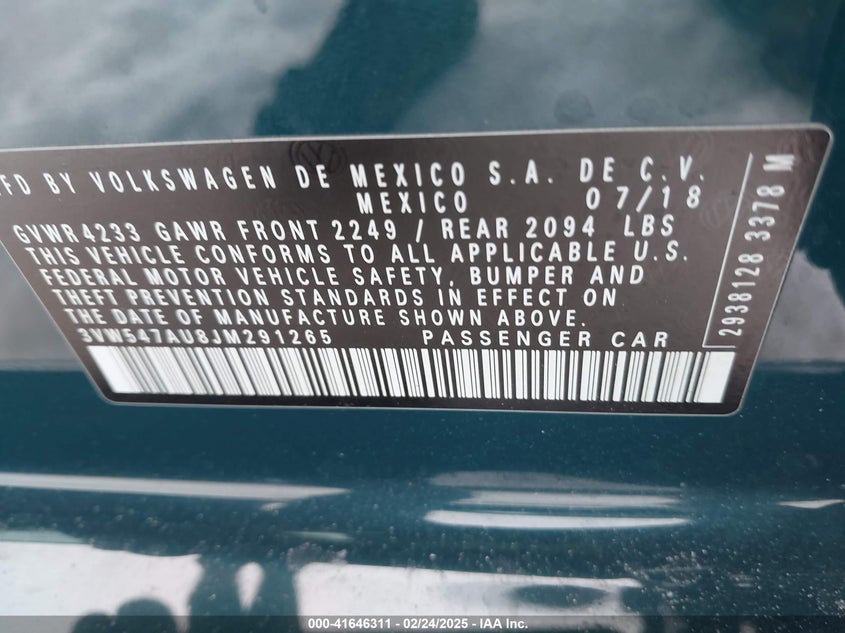 BY VOLKSWAGEN DE MEXICO S.A. DE C.V.
MEXICO 07/18
GVWR 4233 GAWR FRONT 2249 / REAR 2094 LBS
THIS VEHICLE CONFORMS TO ALL APPLICABLE U.S.
FEDERAL MOTOR VEHICLE SAFETY, BUMPER AND
THEFT PREVENTION STANDARDS IN EFFECT ON
THE DATE OF MANUFACTURE SHOWN ABOVE.
3VW547AU8JM291265 PASSENGER CAR
2938128 3378 M
000-41646311 - 02/24/2025 - IAA Inc.